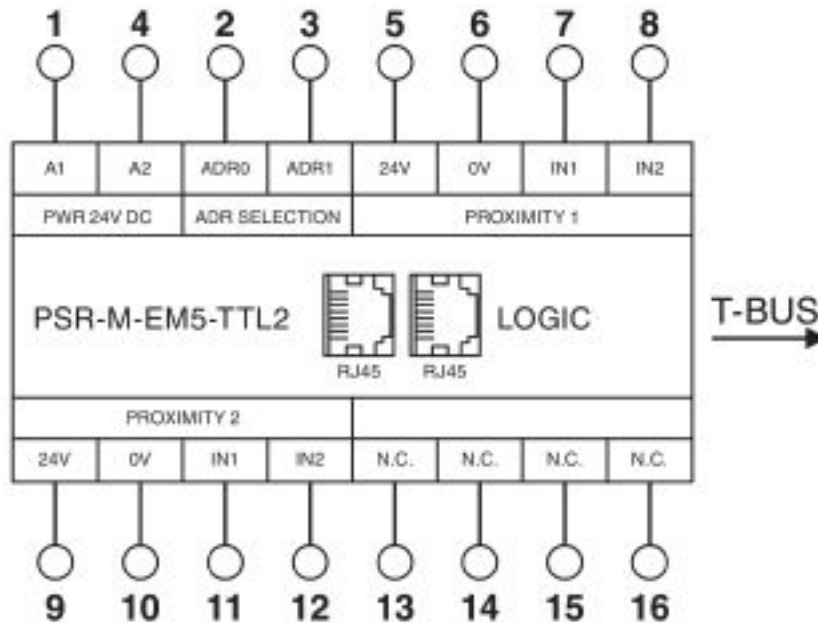 1 4 2 3 5 6 7 8
A1 A2 ADR0 ADR1 24V 0V IN1 IN2
PWR 24V DC ADR SELECTION PROXIMITY 1
PSR-M-EM5-TTL2 LOGIC T-BUS
RJ45 RJ45
PROXIMITY 2
24V 0V IN1 IN2 N.C. N.C. N.C. N.C.
9 10 11 12 13 14 15 16